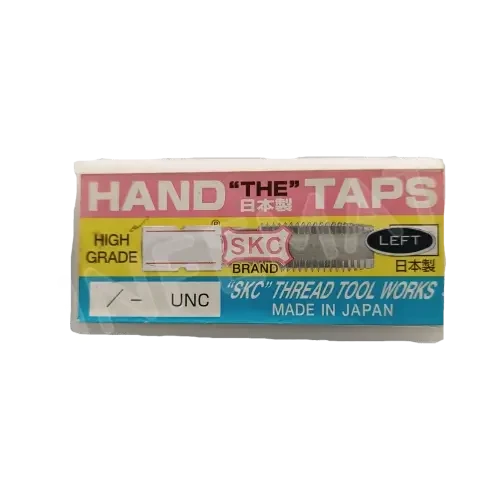 HAND "THE" TAPS
日本製
HIGH GRADE
®
SKC
BRAND
LEFT
日本製
/ - UNC
"SKC" THREAD TOOL WORKS
MADE IN JAPAN